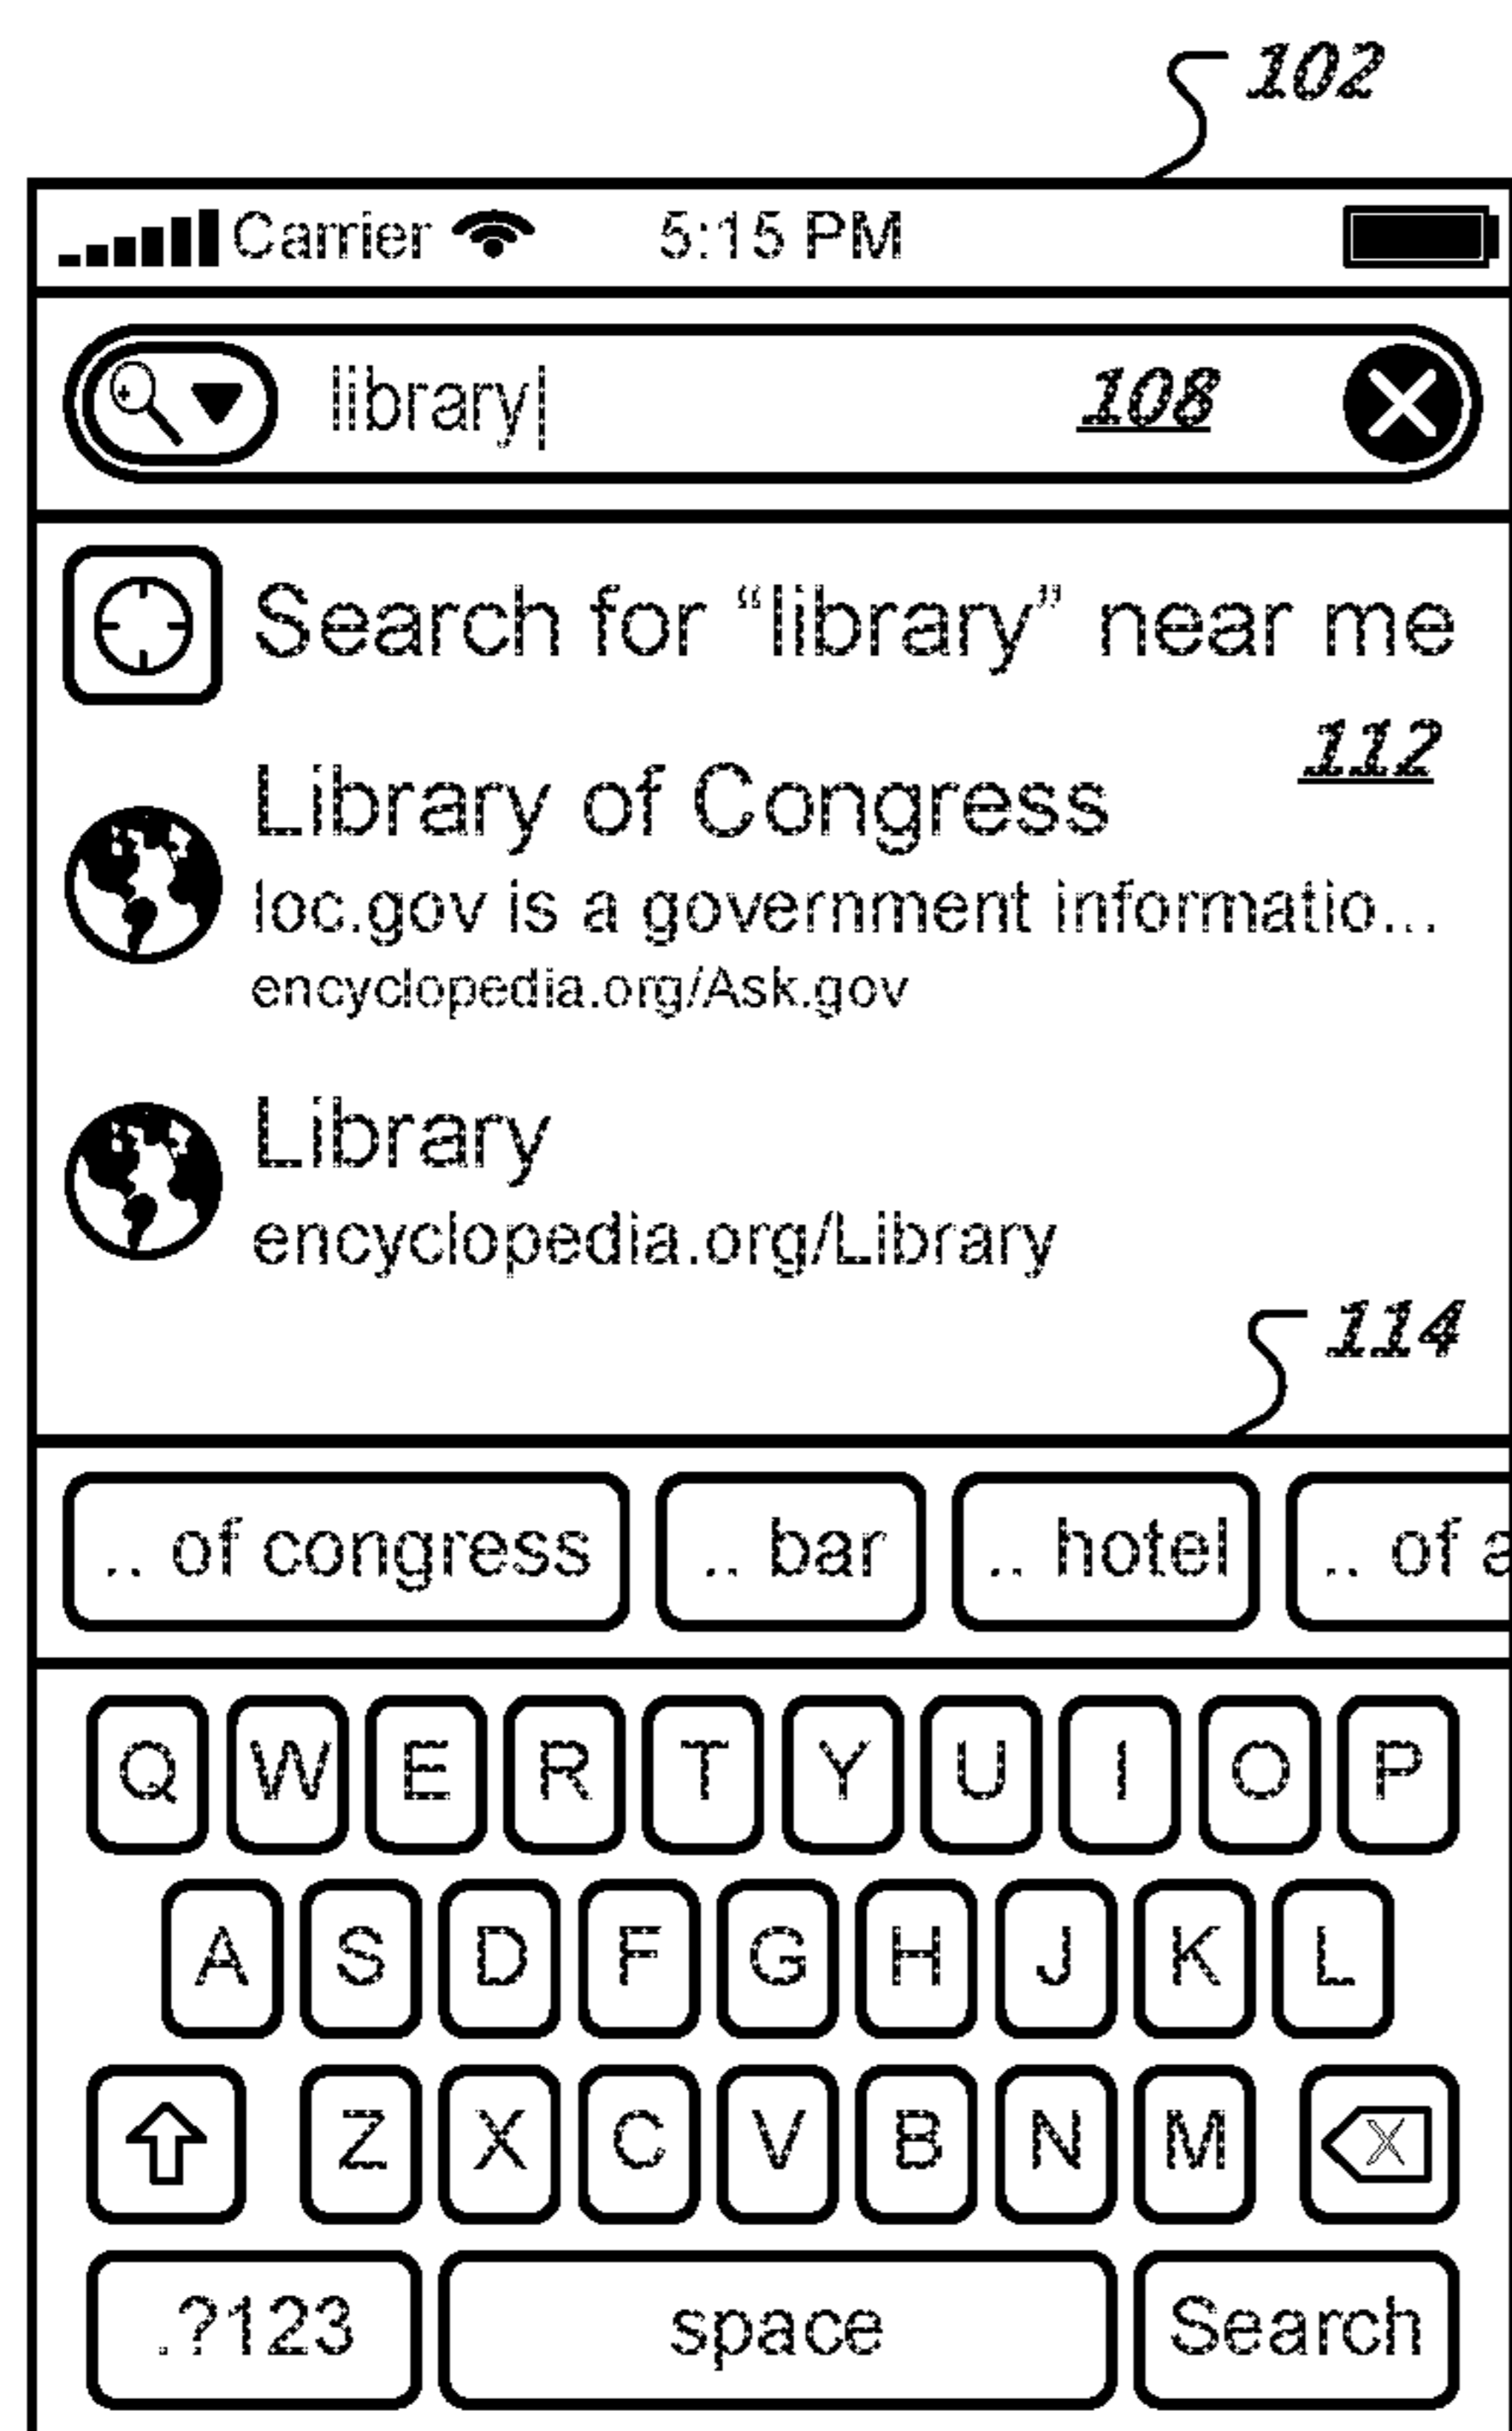 102
Carrier 5:15 PM
library 108
Search for “library” near me
112
Library of Congress
loc.gov is a government informatio...
encyclopedia.org/Ask.gov
Library
encyclopedia.org/Library
114
.. of congress .. bar .. hotel .. of a
Q W E R T Y U I O P
A S D F G H J K L
Z X C V B N M X
.?123 space Search